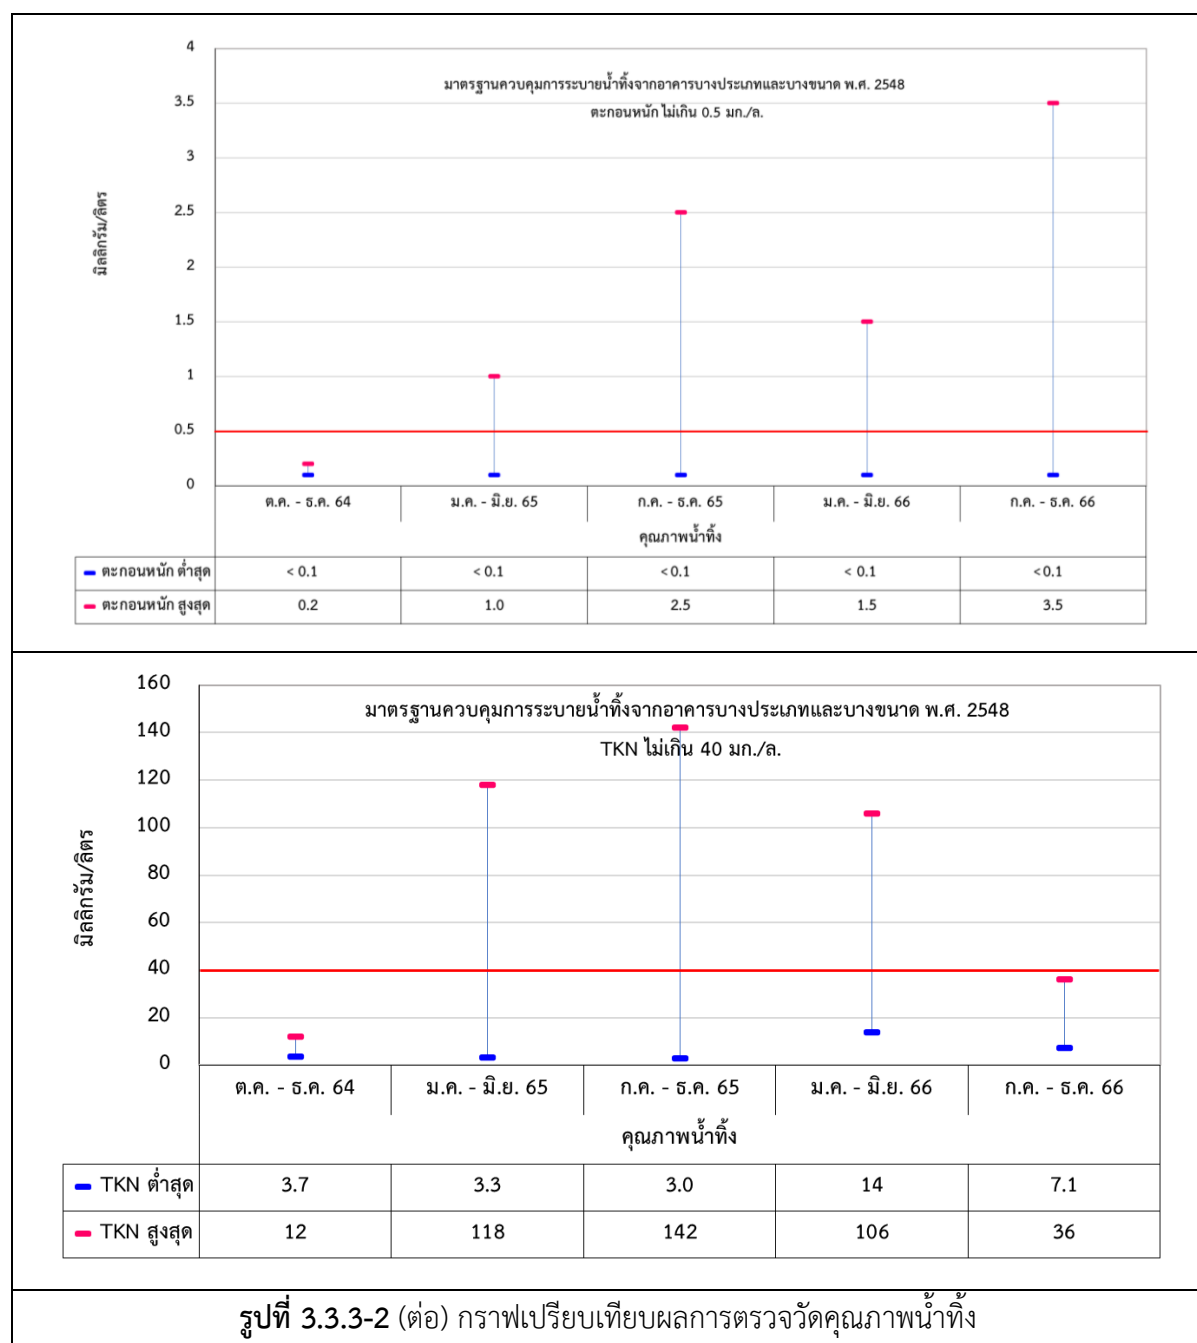 4
มาตรฐานควบคุมการระบายน้ำทิ้งจากอาคารบางประเภทและบางขนาด พ.ศ. 2548
3.5
ตะกอนหนัก ไม่เกิน 0.5 มก./ล.
3
2.5
2
1.5
1
0.5
0
มิลลิกรัม/ลิตร
ต.ค. - ธ.ค. 64 ม.ค. - มิ.ย. 65 ก.ค. - ธ.ค. 65 ม.ค. - มิ.ย. 66 ก.ค. - ธ.ค. 66
คุณภาพน้ำทิ้ง
ตะกอนหนัก ต่ำสุด < 0.1 < 0.1 <0.1 < 0.1 <0.1
ตะกอนหนัก สูงสุด 0.2 1.0 2.5 1.5 3.5
160
มาตรฐานควบคุมการระบายน้ำทิ้งจากอาคารบางประเภทและบางขนาด พ.ศ. 2548
140
TKN ไม่เกิน 40 มก./ล.
120
100
80
60
40
20
0
มิลลิกรัม/ลิตร
ต.ค. - ธ.ค. 64 ม.ค. - มิ.ย. 65 ก.ค. - ธ.ค. 65 ม.ค. - มิ.ย. 66 ก.ค. - ธ.ค. 66
คุณภาพน้ำทิ้ง
TKN ต่ำสุด 3.7 3.3 3.0 14 7.1
TKN สูงสุด 12 118 142 106 36
รูปที่ 3.3.3-2 (ต่อ) กราฟเปรียบเทียบผลการตรวจวัดคุณภาพน้ำทิ้ง